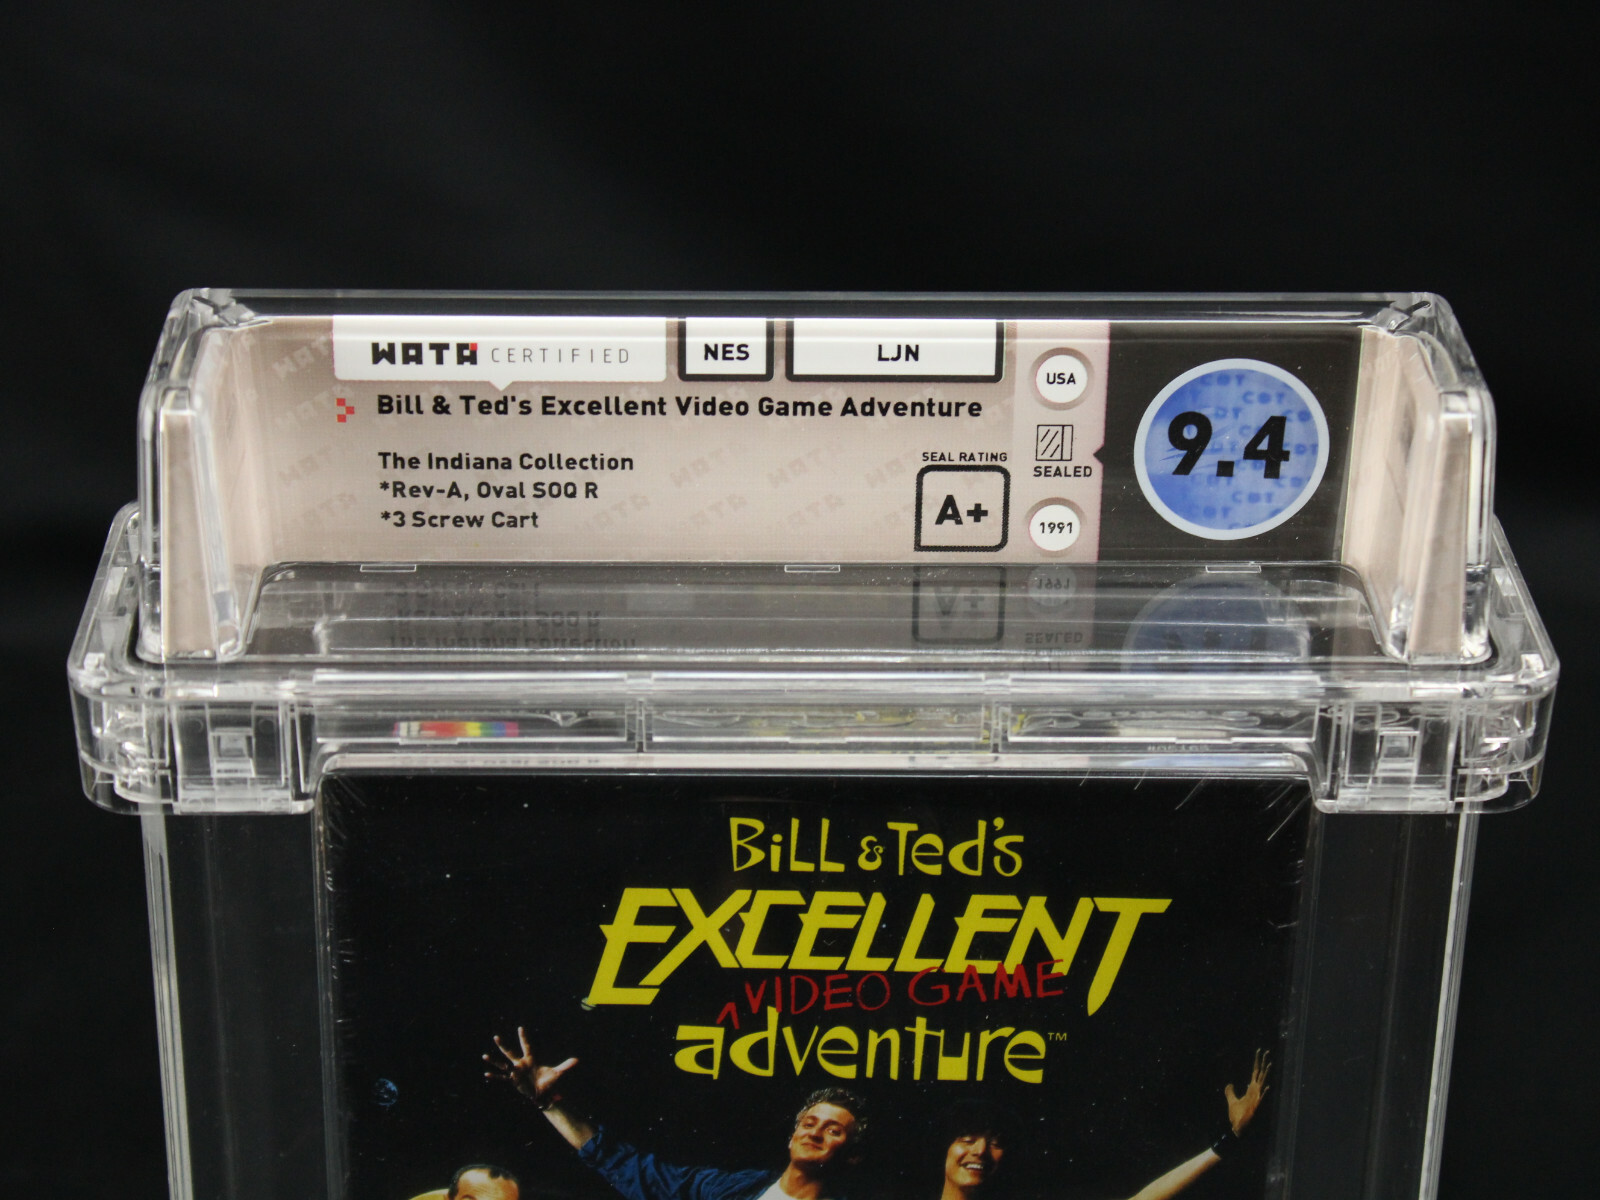 WATA CERTIFIED
NES
LJN
Bill & Ted's Excellent Video Game Adventure
The Indiana Collection
*Rev-A, Oval SOQ R
*3 Screw Cart
SEAL RATING
A+
USA
SEALED
1991
9.4
BiLL & Ted's
EXCELLENT
VIDEO GAME
adventure™